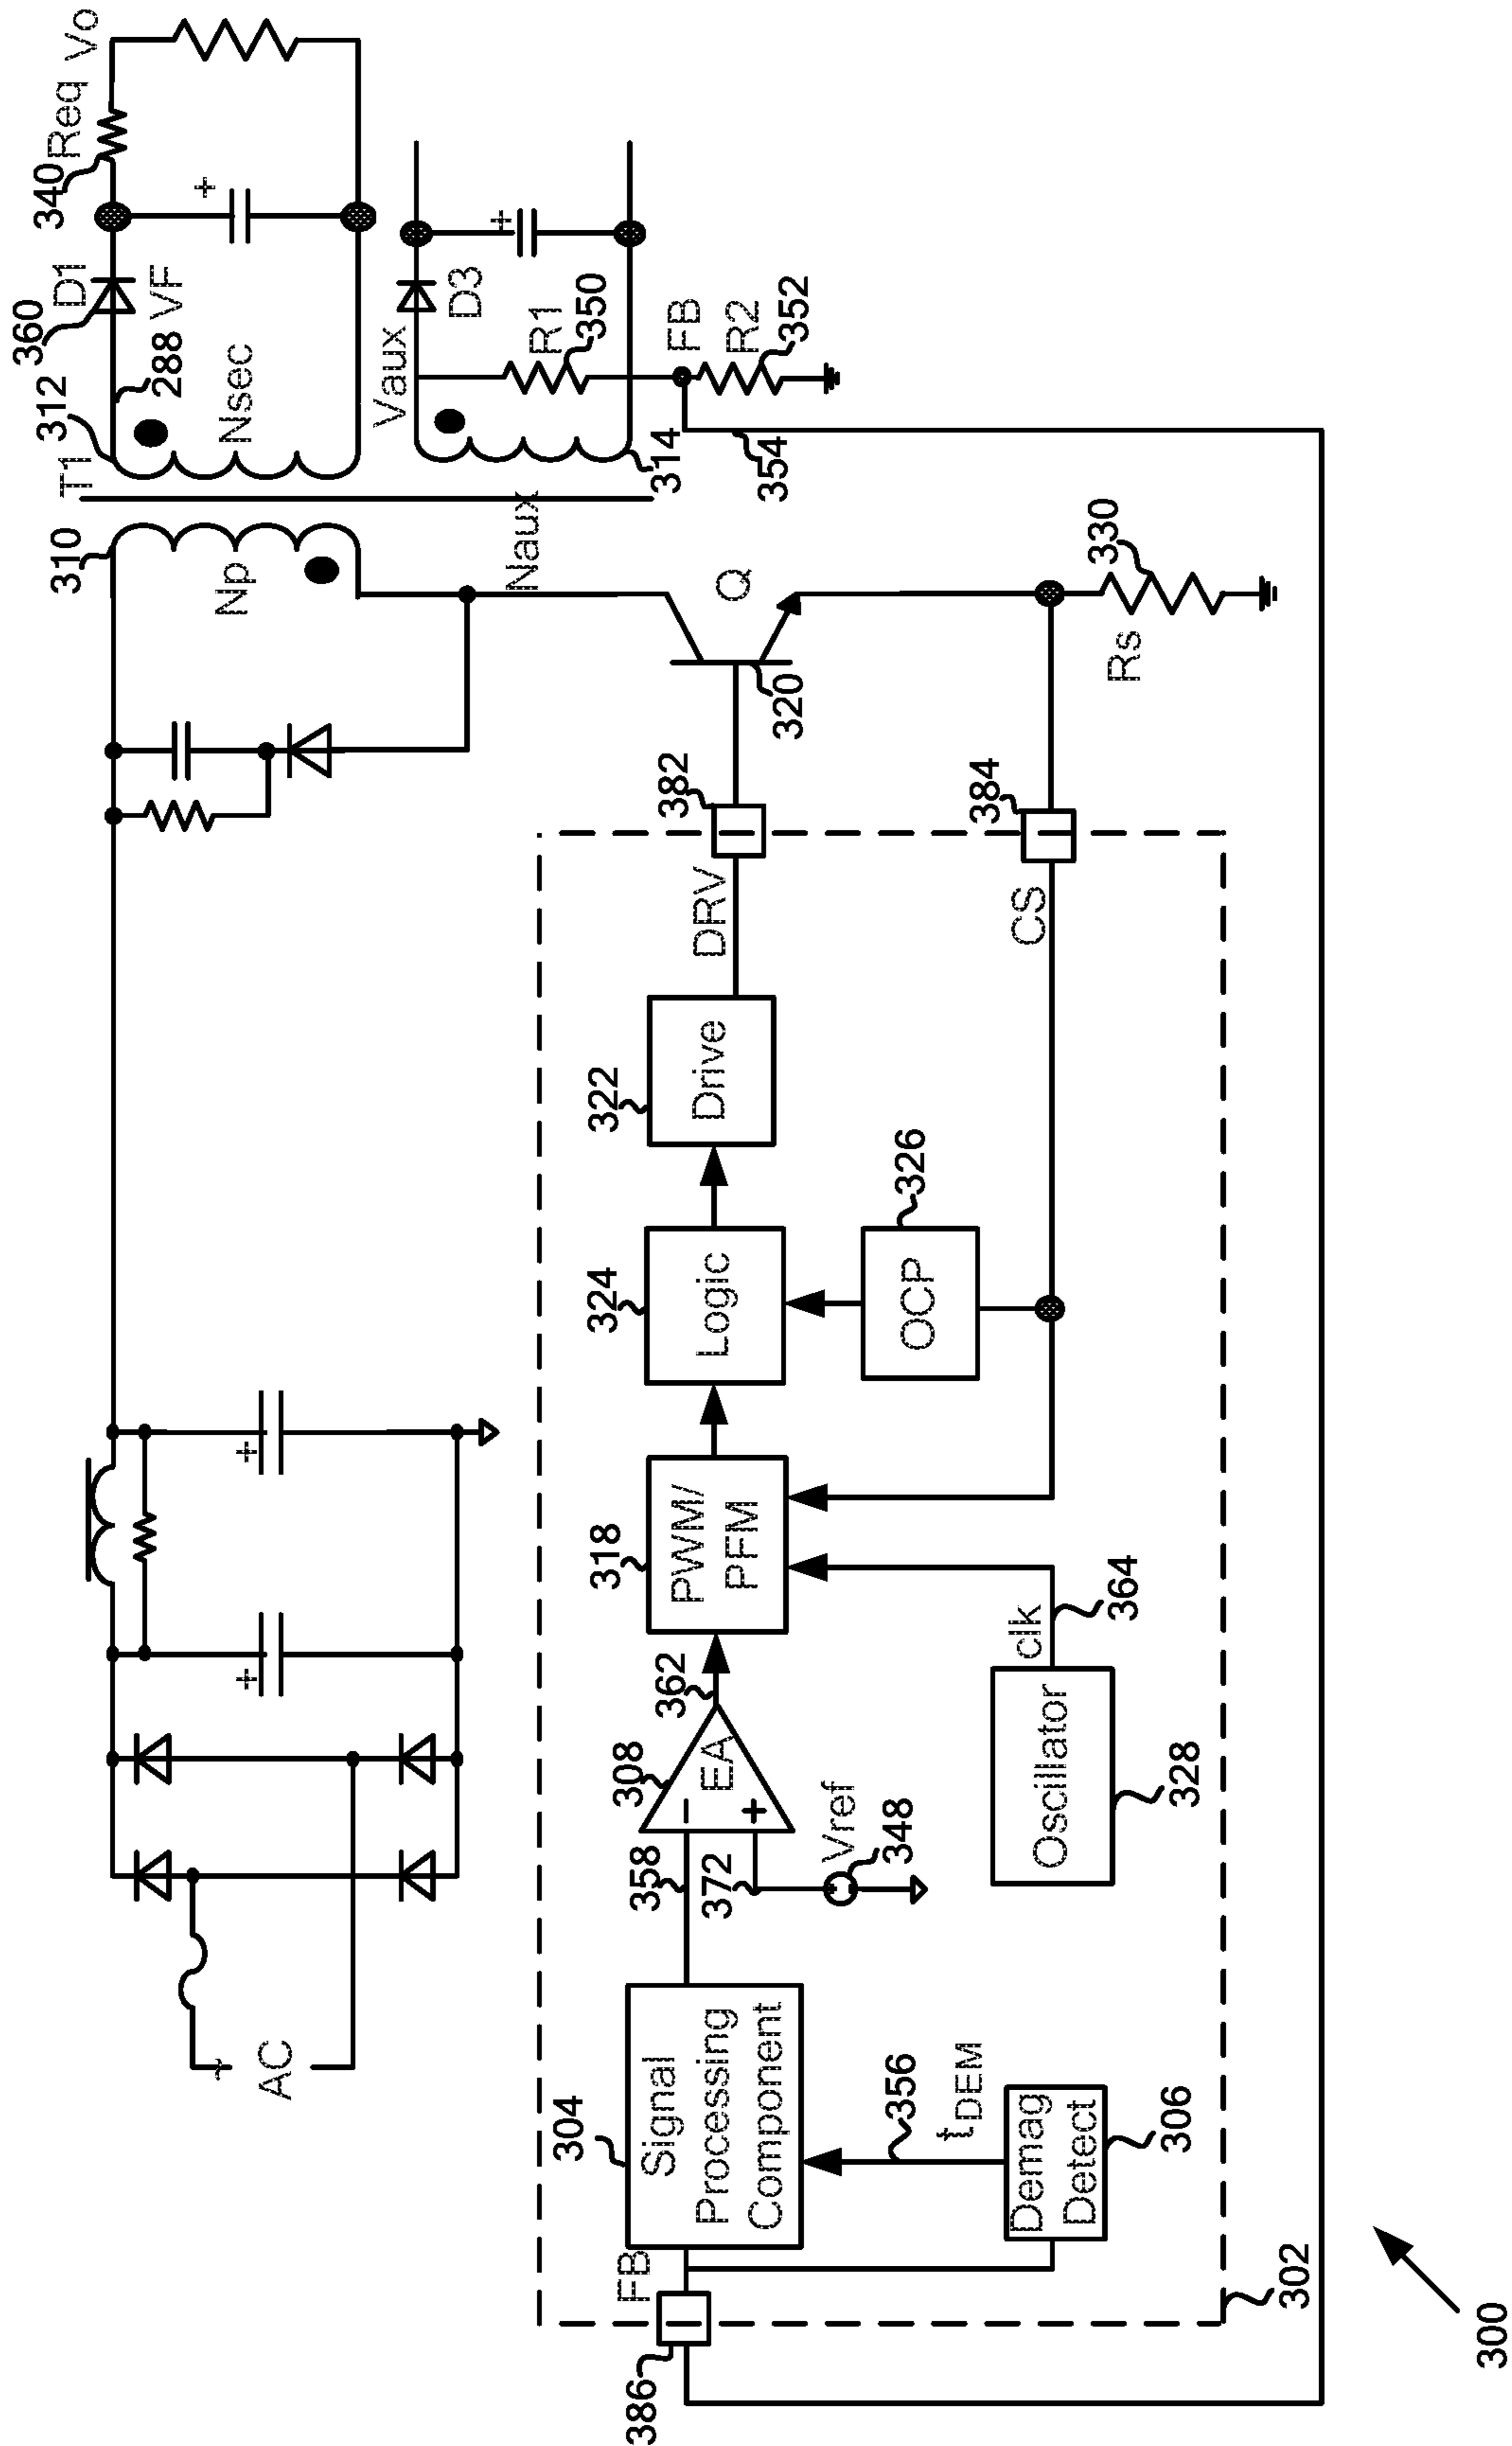 AC
310
Np
T1
312
Nsec
288
360
D1
VF
340
Req
Vo
Vaux
D3
R1
350
314
Naux
FB
R2
352
354
Q
320
330
Rs
382
DRV
384
CS
322
Drive
324
Logic
326
OCP
318
PWM/
PFM
362
308
EA
−
+
358
372
Vref
348
clk
364
Oscillator
328
304
Signal
Processing
Component
356
tDEM
Demag
Detect
306
FB
386
302
300
+
+
+
+